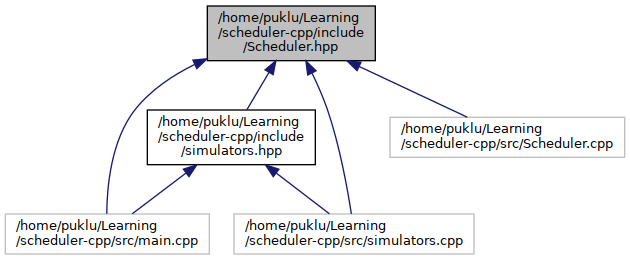 /home/puklu/Learning
/scheduler-cpp/include
/Scheduler.hpp
/home/puklu/Learning
/scheduler-cpp/include
/simulators.hpp
/home/puklu/Learning
/scheduler-cpp/src/Scheduler.cpp
/home/puklu/Learning
/scheduler-cpp/src/main.cpp
/home/puklu/Learning
/scheduler-cpp/src/simulators.cpp